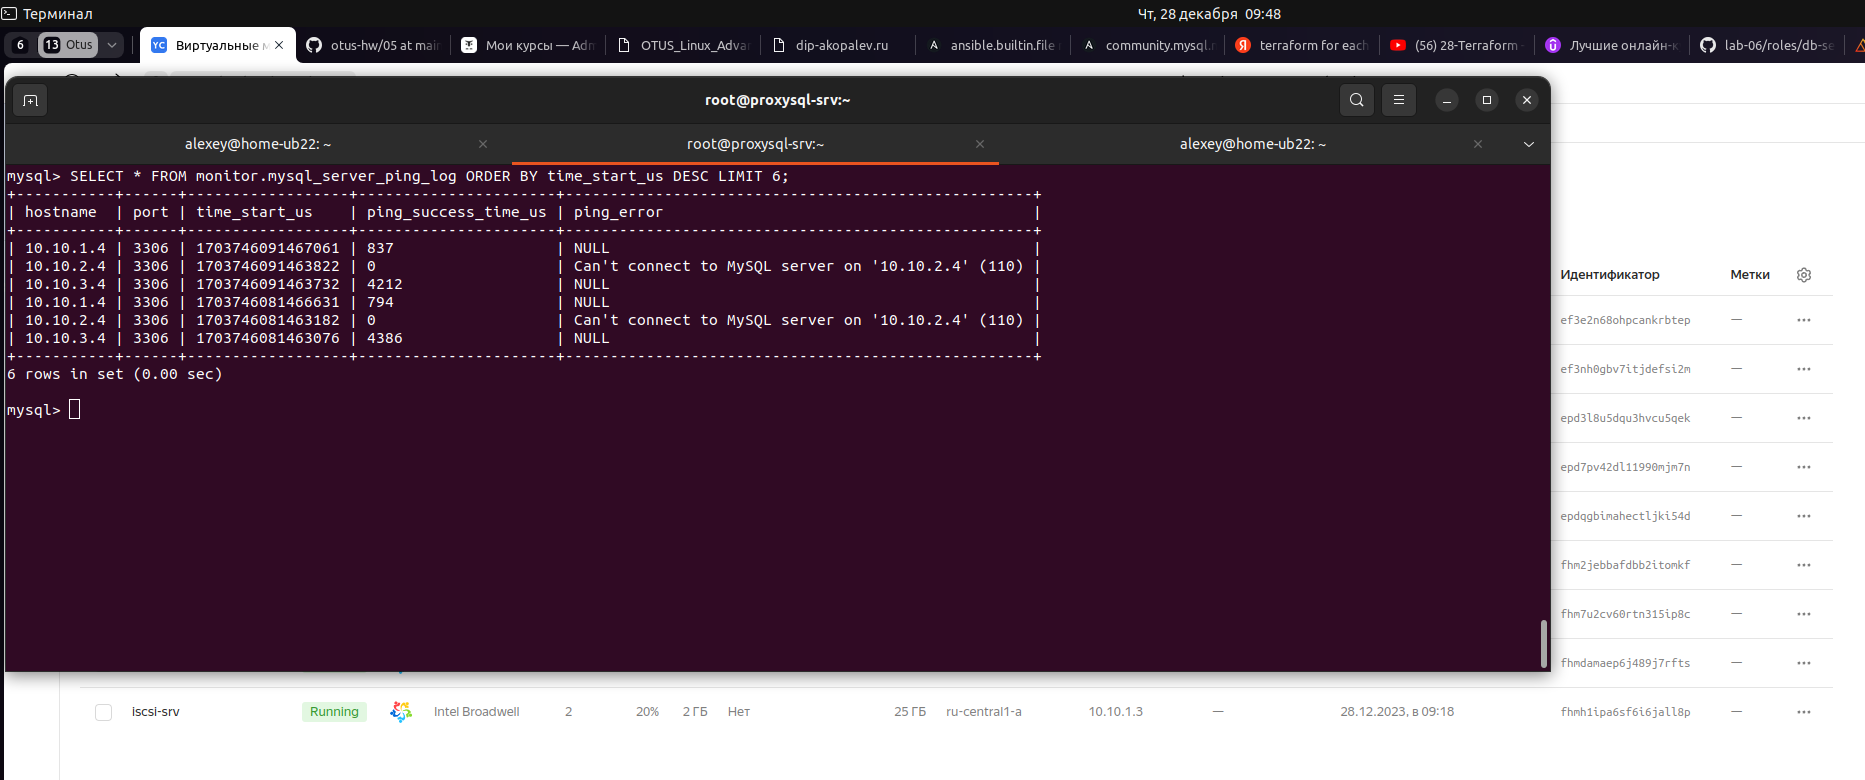 Терминал
Чт, 28 декабря 09:48
6
13 Otus
YC Виртуальные м
otus-hw/05 at mai
Мои курсы — Adm
OTUS_Linux_Advan
dip-akopalev.ru
A ansible.builtin.file
A community.mysql.
Я terraform for each
(56) 28-Terraform
Лучшие онлайн-к
lab-06/roles/db-se
root@proxysql-srv:~
alexey@home-ub22: ~
root@proxysql-srv:~
alexey@home-ub22: ~
mysql> SELECT * FROM monitor.mysql_server_ping_log ORDER BY time_start_us DESC LIMIT 6;
+-----------+------+------------------+----------------------+----------------------------------------------------+
| hostname  | port | time_start_us    | ping_success_time_us | ping_error                                         |
+-----------+------+------------------+----------------------+----------------------------------------------------+
| 10.10.1.4 | 3306 | 1703746091467061 | 837                  | NULL                                               |
| 10.10.2.4 | 3306 | 1703746091463822 | 0                    | Can't connect to MySQL server on '10.10.2.4' (110) |
| 10.10.3.4 | 3306 | 1703746091463732 | 4212                 | NULL                                               |
| 10.10.1.4 | 3306 | 1703746081466631 | 794                  | NULL                                               |
| 10.10.2.4 | 3306 | 1703746081463182 | 0                    | Can't connect to MySQL server on '10.10.2.4' (110) |
| 10.10.3.4 | 3306 | 1703746081463076 | 4386                 | NULL                                               |
+-----------+------+------------------+----------------------+----------------------------------------------------+
6 rows in set (0.00 sec)
mysql>
Идентификатор Метки
ef3e2n68ohpcankrbtep —
ef3nh0gbv7itjdefsi2m —
epd3l8u5dqu3hvcu5qek —
epd7pv42dl11990mjm7n —
epdqgbimahectljki54d —
fhm2jebbafdbb2itomkf —
fhm7u2cv60rtn315ip8c —
fhmdamaep6j489j7rfts —
iscsi-srv Running Intel Broadwell 2 20% 2 ГБ Нет 25 ГБ ru-central1-a 10.10.1.3 — 28.12.2023, в 09:18 fhmh1ipa6sf6i6jall8p —